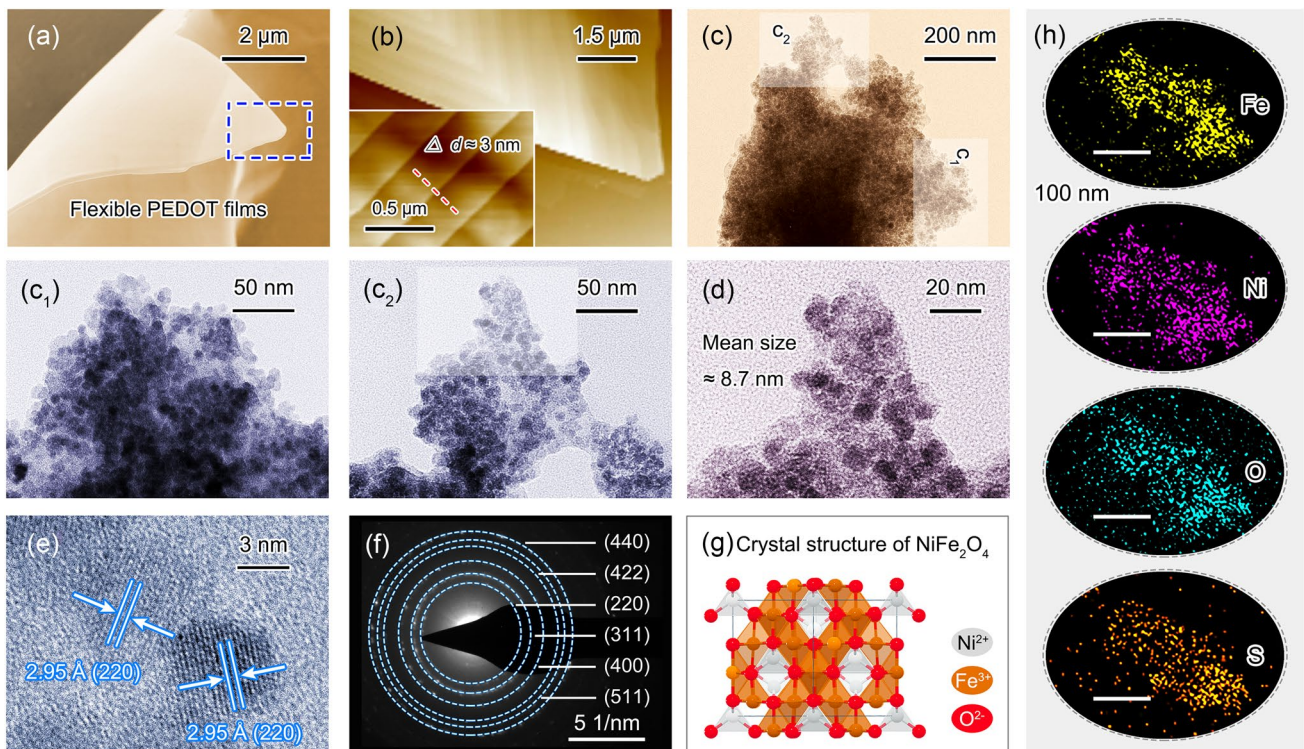 (a)
2 µm
Flexible PEDOT films
(b)
1.5 µm
△ d ≈ 3 nm
0.5 µm
(c)
c₂
200 nm
c₁
(c₁)
50 nm
(c₂)
50 nm
(d)
20 nm
Mean size
≈ 8.7 nm
(e)
3 nm
2.95 Å (220)
2.95 Å (220)
(f)
(440)
(422)
(220)
(311)
(400)
(511)
5 1/nm
(g) Crystal structure of NiFe₂O₄
Ni²⁺
Fe³⁺
O²⁻
(h)
Fe
100 nm
Ni
O
S